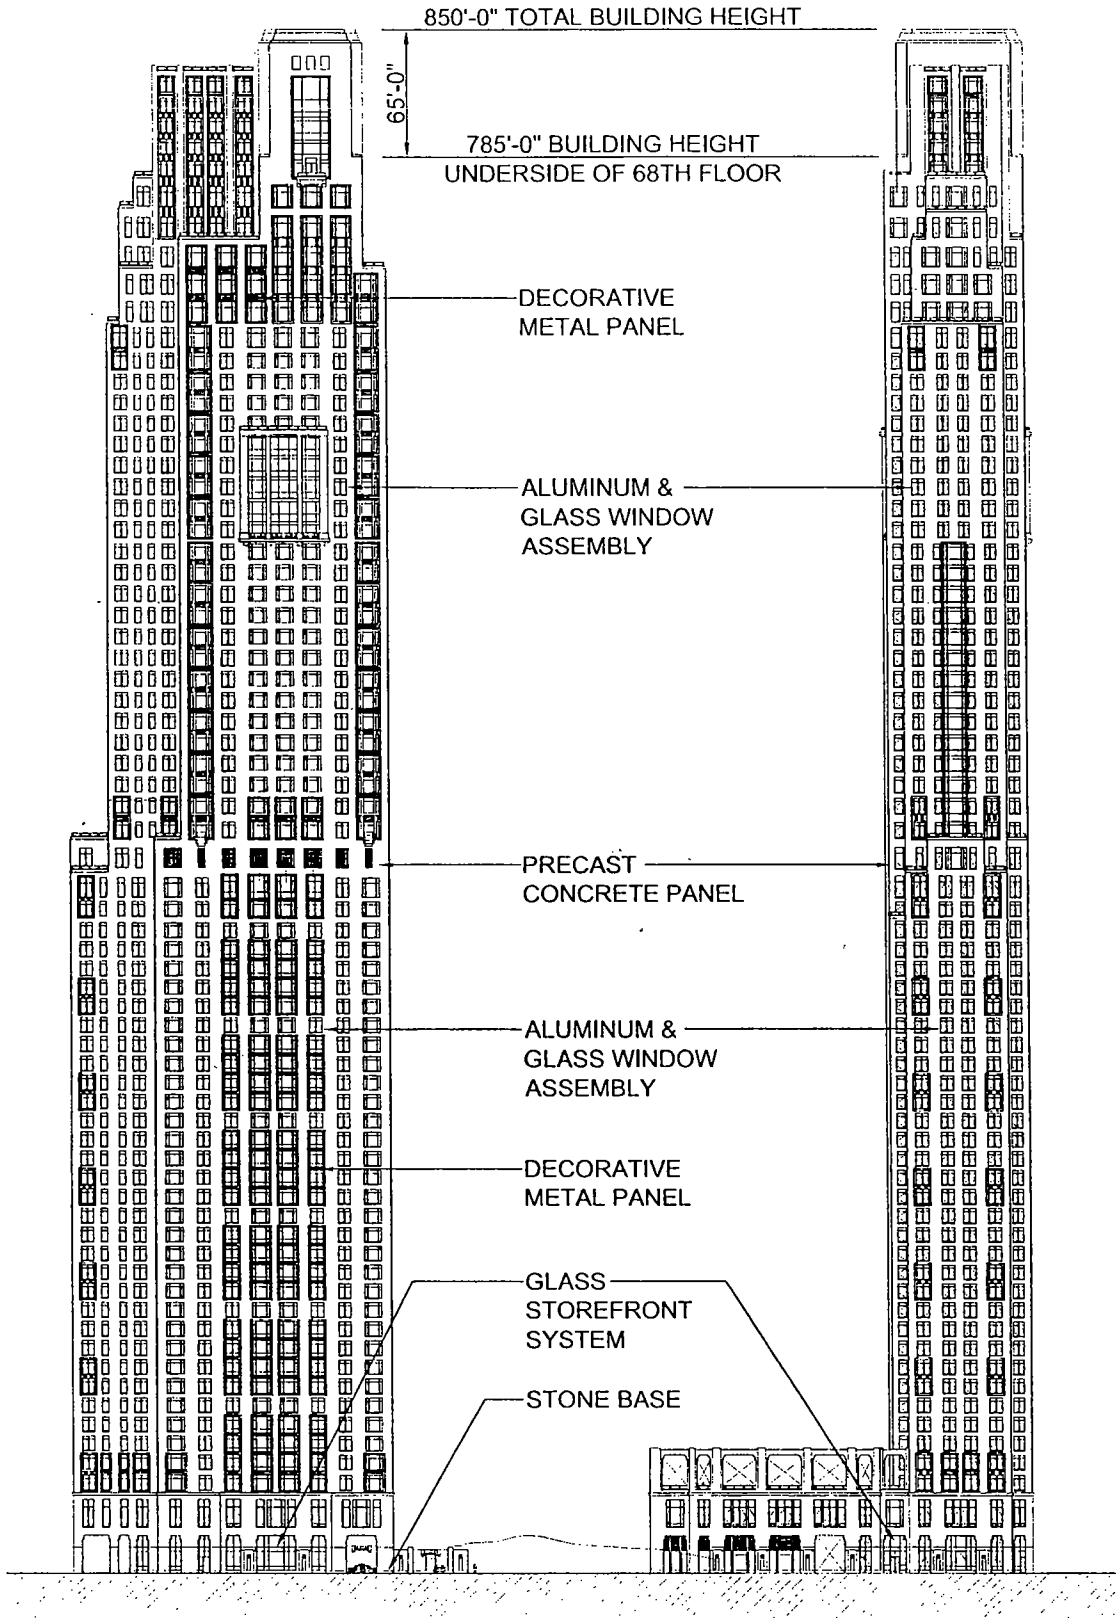 850'-0" TOTAL BUILDING HEIGHT
65'-0"
785'-0" BUILDING HEIGHT
UNDERSIDE OF 68TH FLOOR
DECORATIVE
METAL PANEL
ALUMINUM &
GLASS WINDOW
ASSEMBLY
PRECAST
CONCRETE PANEL
ALUMINUM &
GLASS WINDOW
ASSEMBLY
DECORATIVE
METAL PANEL
GLASS
STOREFRONT
SYSTEM
STONE BASE